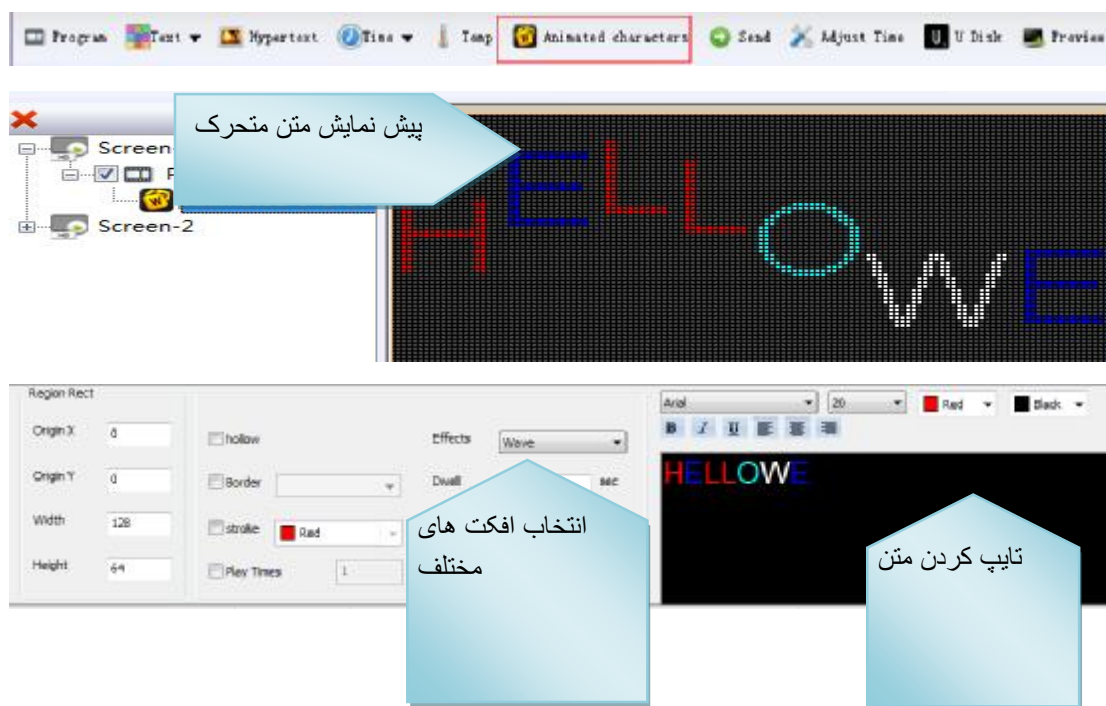 Program Text Hypertext Time Temp Animated characters Send Adjust Time U U Disk Preview
پیش نمایش متن متحرک
Screen-
P
W
Screen-2
HELLOWE
Region Rect
Arial 20 Red Black
Origin X 0 hollow Effects Wave
B I U
HELLOWE
Origin Y 0 Border Dwell sec
Width 128 stroke Red
Height 64 Play Times 1
انتخاب افکت های
مختلف
تایپ کردن متن